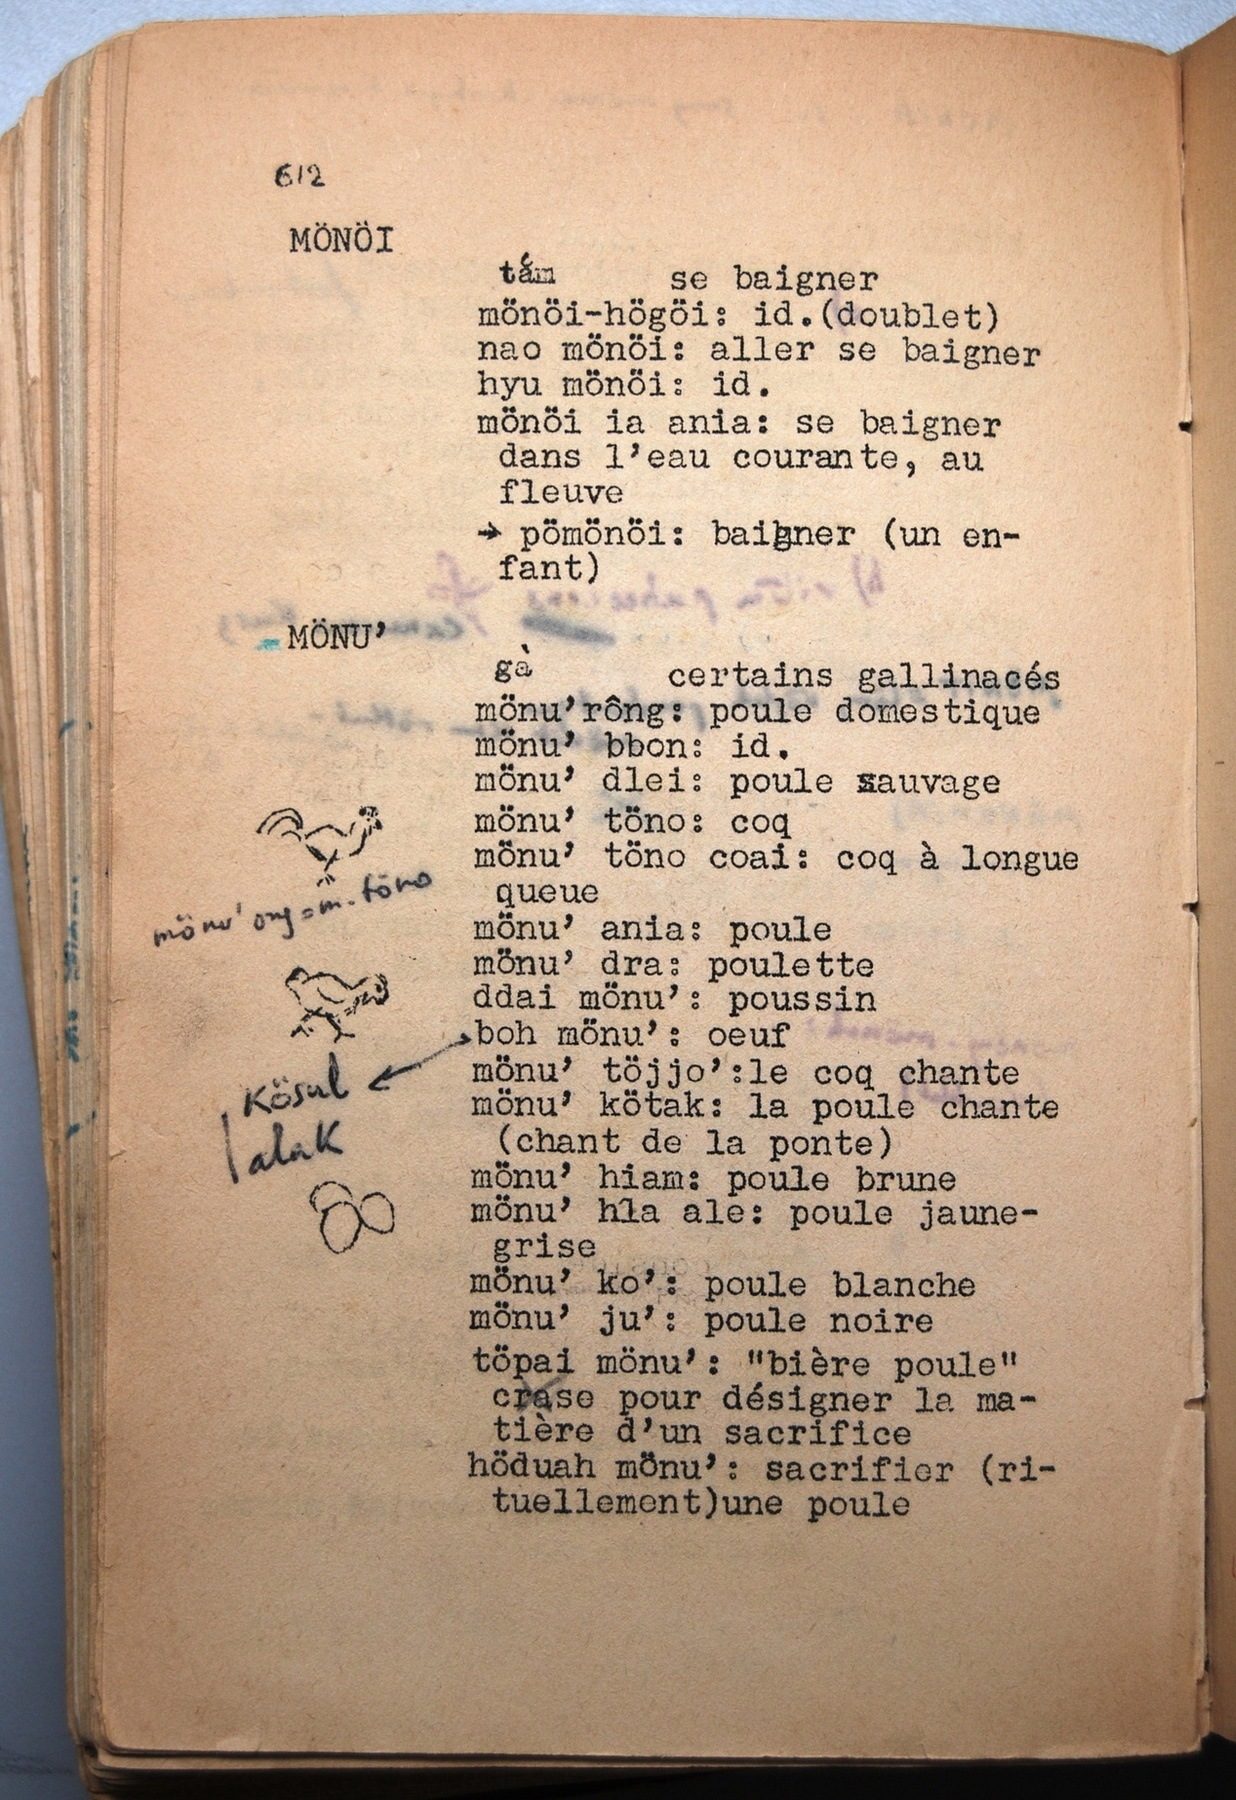 612
MÖNÖI
tắm se baigner
mönöi-högöi: id.(doublet)
nao mönöi: aller se baigner
hyu mönöi: id.
mönöi ia ania: se baigner
dans l'eau courante, au
fleuve
→ pömönöi: baigner (un en-
fant)
MÖNU'
gà certains gallinacés
mönu'rông: poule domestique
mönu' bbon: id.
mönu' dlei: poule sauvage
mönu' töno: coq
mönu' töno coai: coq à longue
queue
mönu' ong = m. töno
mönu' ania: poule
mönu' dra: poulette
ddai mönu': poussin
boh mönu': oeuf
kösul
alak
mönu' töjjo':le coq chante
mönu' kötak: la poule chante
(chant de la ponte)
mönu' hiam: poule brune
mönu' hla ale: poule jaune-
grise
mönu' ko': poule blanche
mönu' ju': poule noire
töpai mönu': "bière poule"
crase pour désigner la ma-
tière d'un sacrifice
höduah mönu': sacrifier (ri-
tuellement)une poule